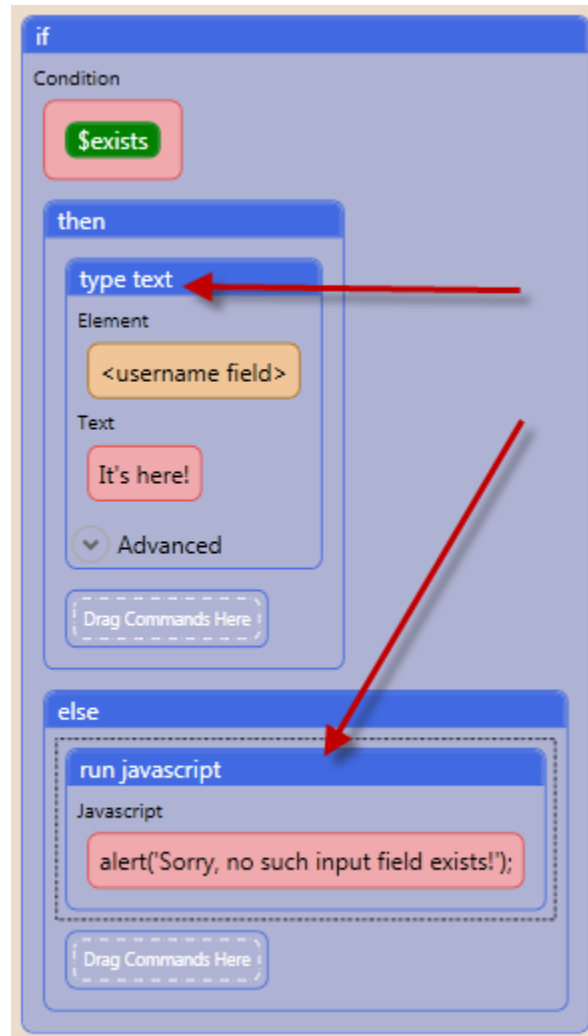 if
Condition
$exists
then
type text
Element
<username field>
Text
It's here!
Advanced
Drag Commands Here
else
run javascript
Javascript
alert('Sorry, no such input field exists!');
Drag Commands Here